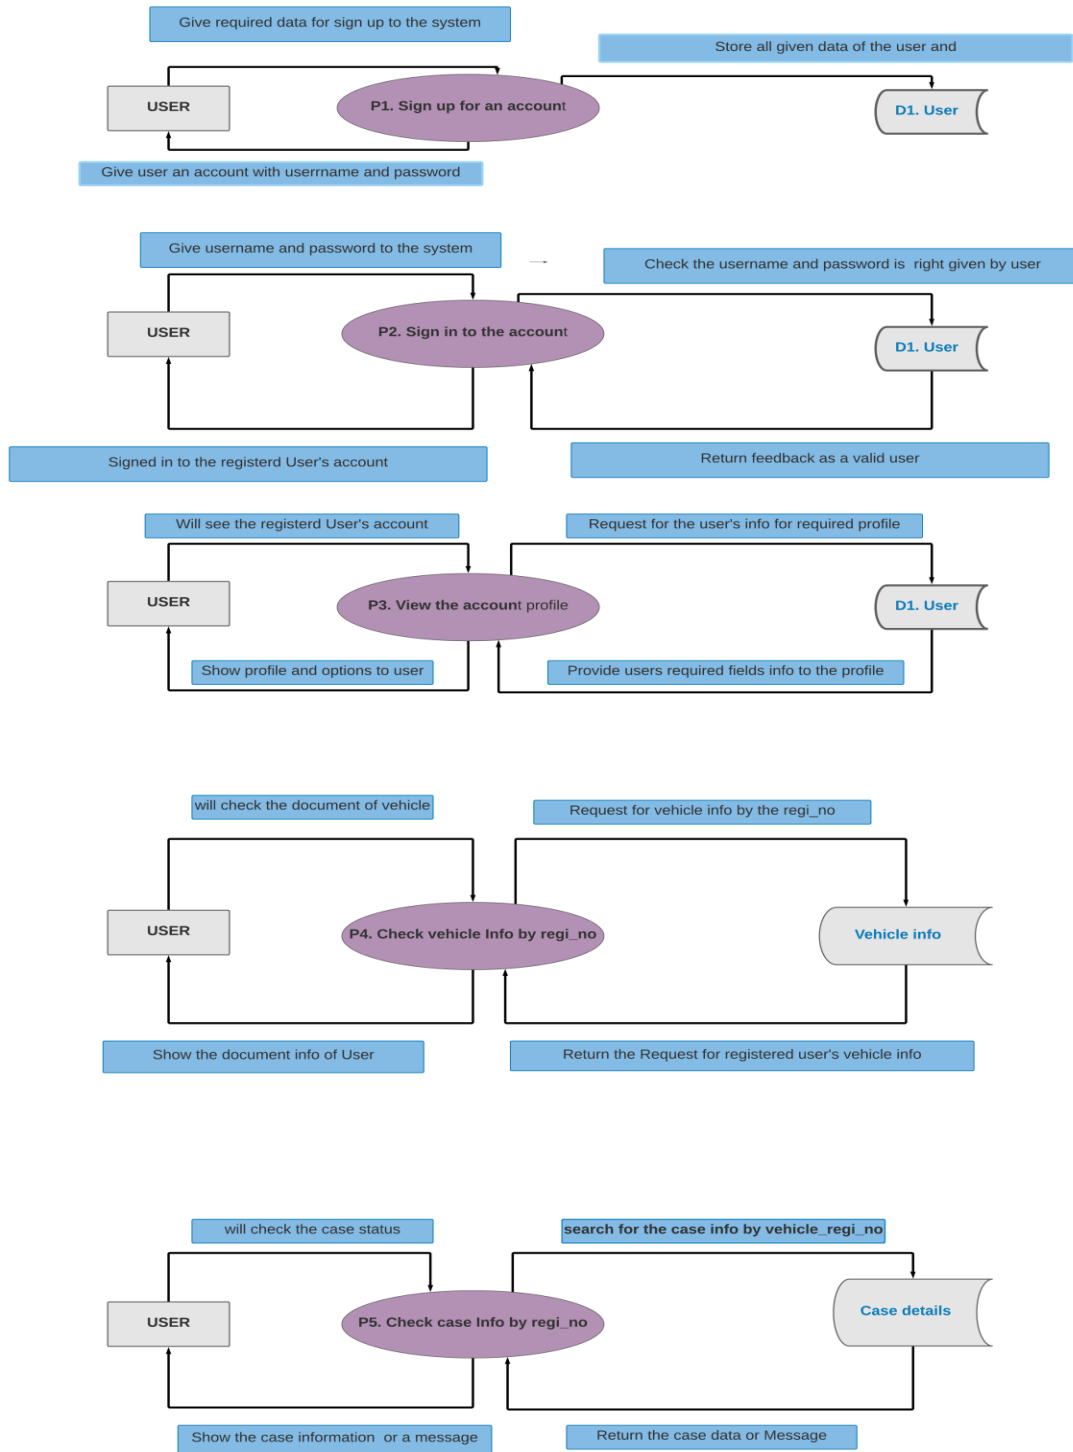 Give required data for sign up to the system
Store all given data of the user and
USER
P1. Sign up for an account
D1. User
Give user an account with userrname and password
Give username and password to the system
Check the username and password is right given by user
USER
P2. Sign in to the account
D1. User
Signed in to the registerd User's account
Return feedback as a valid user
Will see the registerd User's account
Request for the user's info for required profile
USER
P3. View the account profile
D1. User
Show profile and options to user
Provide users required fields info to the profile
will check the document of vehicle
Request for vehicle info by the regi_no
USER
P4. Check vehicle Info by regi_no
Vehicle info
Show the document info of User
Return the Request for registered user's vehicle info
will check the case status
search for the case info by vehicle_regi_no
USER
P5. Check case Info by regi_no
Case details
Show the case information or a message
Return the case data or Message